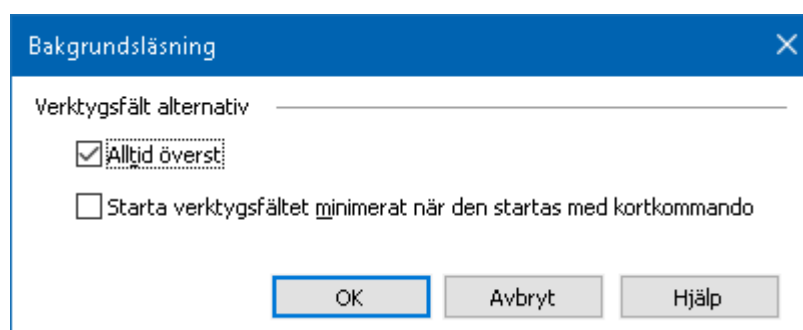 Bakgrundsläsning
Verktygsfält alternativ
Alltid överst
Starta verktygsfältet minimerat när den startas med kortkommando
OK Avbryt Hjälp